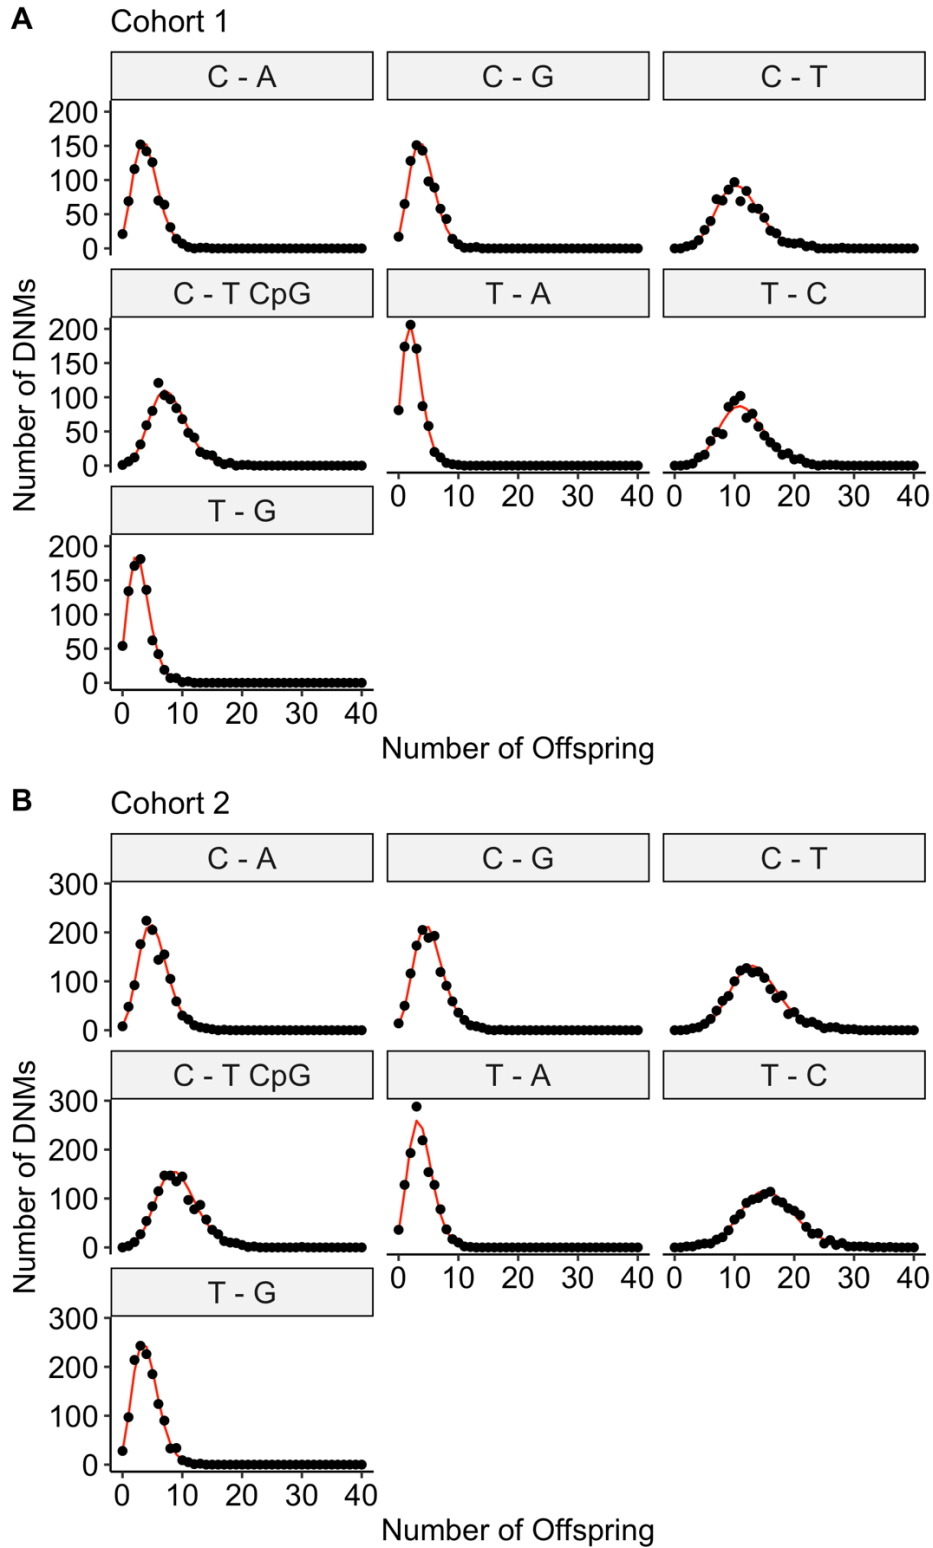 A Cohort 1
C - A C - G C - T
200
150
100
50
0
C - T CpG T - A T - C
200
150
100
50
0
0 10 20 30 40 0 10 20 30 40
T - G
200
150
100
50
0
0 10 20 30 40
Number of DNMs
Number of Offspring
B Cohort 2
C - A C - G C - T
300
200
100
0
C - T CpG T - A T - C
300
200
100
0
0 10 20 30 40 0 10 20 30 40
T - G
300
200
100
0
0 10 20 30 40
Number of DNMs
Number of Offspring